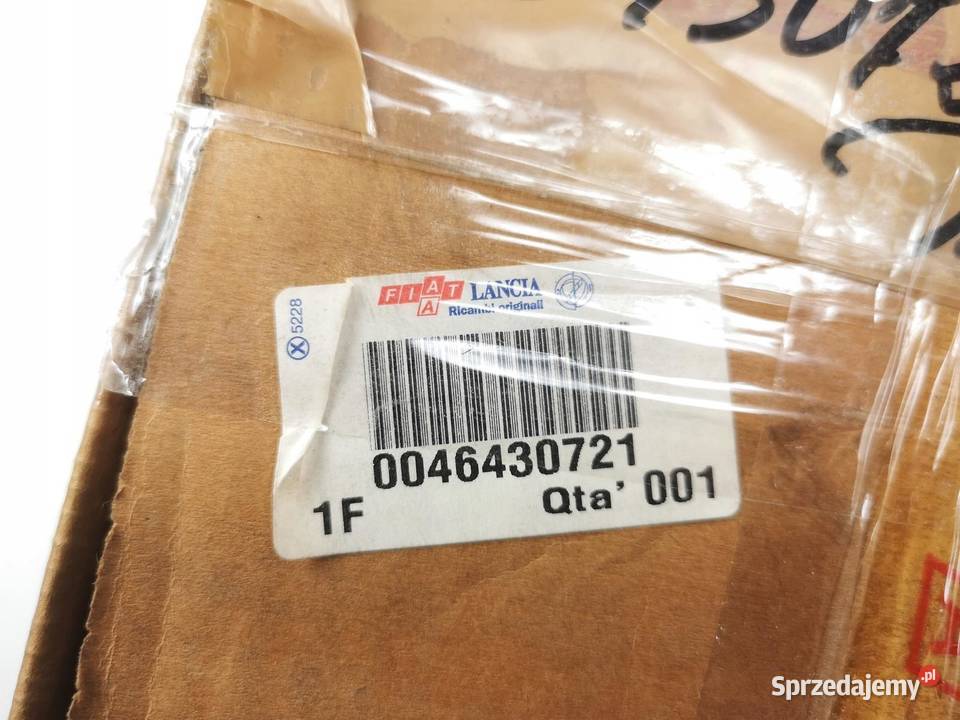 FIAT LANCIA
Ricambi originali
X 5228
0046430721
1F Qta' 001
Sprzedajemy.pl